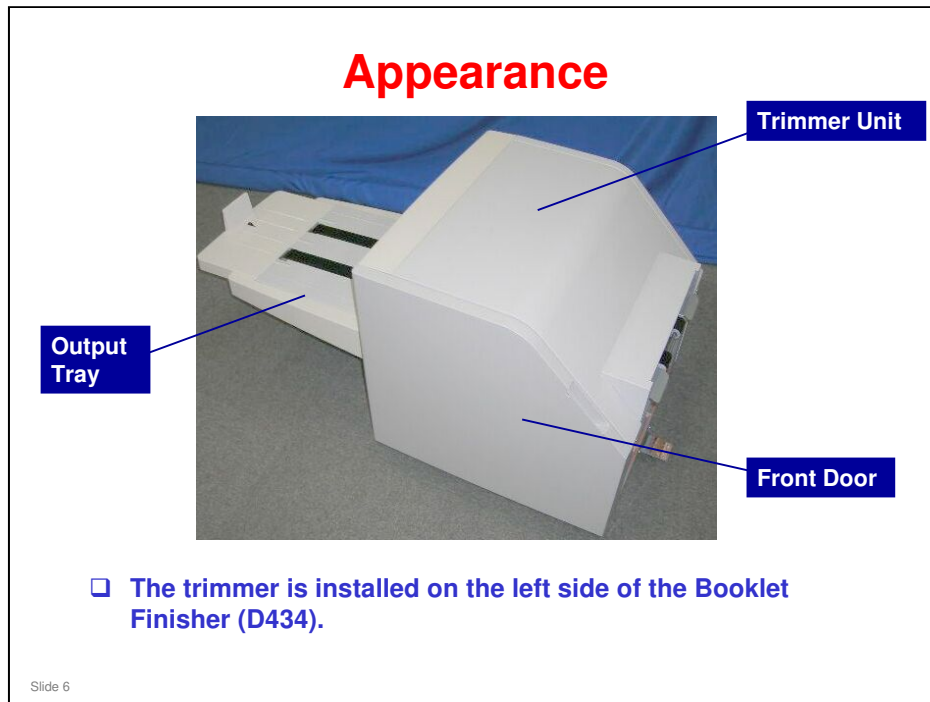 Appearance
Trimmer Unit
Output
Tray
Front Door
❑ The trimmer is installed on the left side of the Booklet
Finisher (D434).
Slide 6